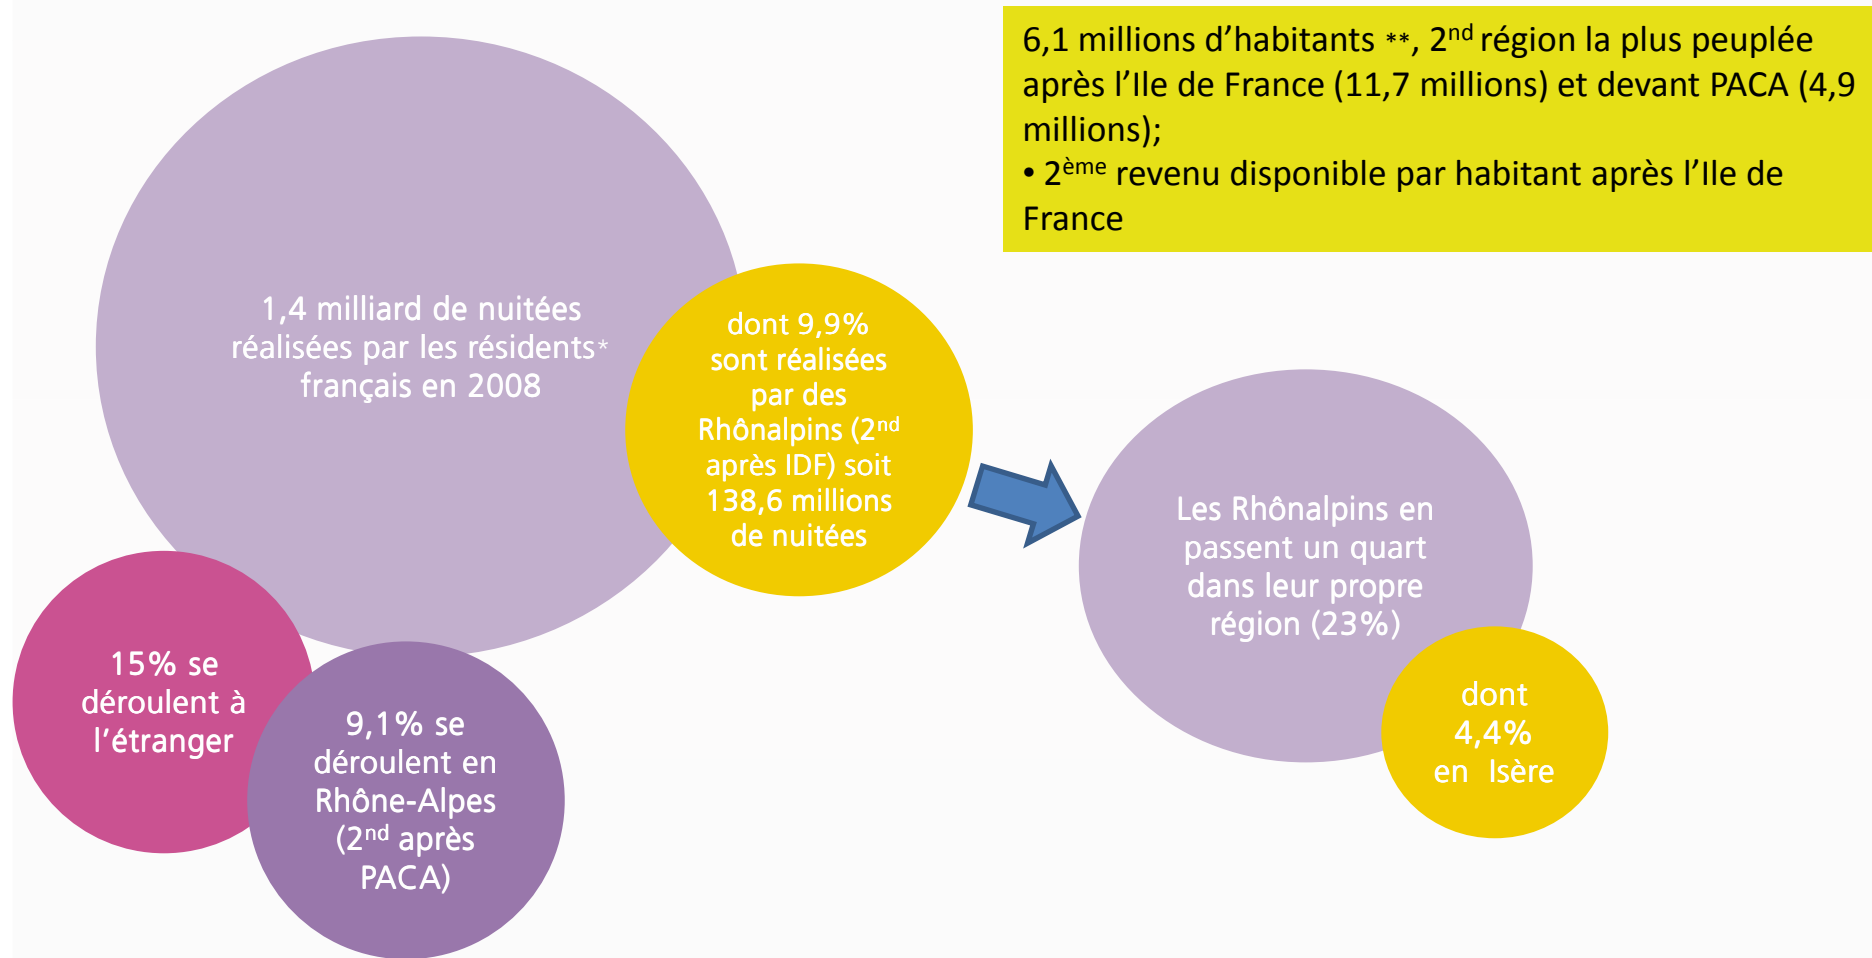 6,1 millions d’habitants **, 2nd région la plus peuplée
après l’Ile de France (11,7 millions) et devant PACA (4,9
millions);
• 2ème revenu disponible par habitant après l’Ile de
France
1,4 milliard de nuitées
réalisées par les résidents*
français en 2008
dont 9,9%
sont réalisées
par des
Rhônalpins (2nd
après IDF) soit
138,6 millions
de nuitées
Les Rhônalpins en
passent un quart
dans leur propre
région (23%)
dont
4,4%
en Isère
15% se
déroulent à
l’étranger
9,1% se
déroulent en
Rhône-Alpes
(2nd après
PACA)